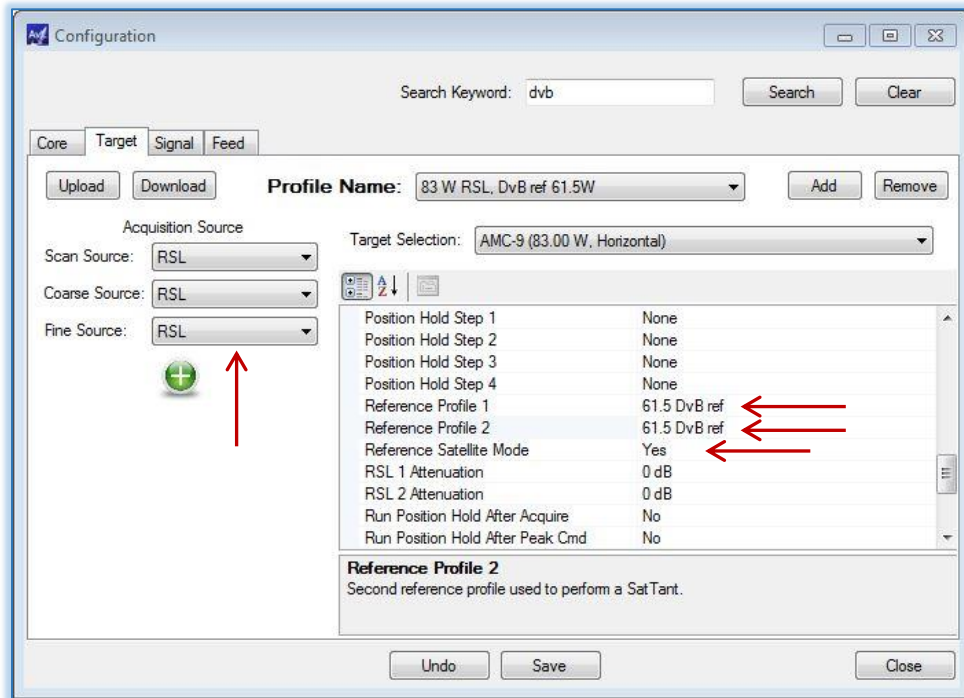 Configuration
Search Keyword: dvb Search Clear
Core Target Signal Feed
Upload Download Profile Name: 83 W RSL, DvB ref 61.5W Add Remove
Acquisition Source
Target Selection: AMC-9 (83.00 W, Horizontal)
Scan Source: RSL
Coarse Source: RSL
Fine Source: RSL
Position Hold Step 1 None
Position Hold Step 2 None
Position Hold Step 3 None
Position Hold Step 4 None
Reference Profile 1 61.5 DvB ref
Reference Profile 2 61.5 DvB ref
Reference Satellite Mode Yes
RSL 1 Attenuation 0 dB
RSL 2 Attenuation 0 dB
Run Position Hold After Acquire No
Run Position Hold After Peak Cmd No
Reference Profile 2
Second reference profile used to perform a SatTant.
Undo Save Close